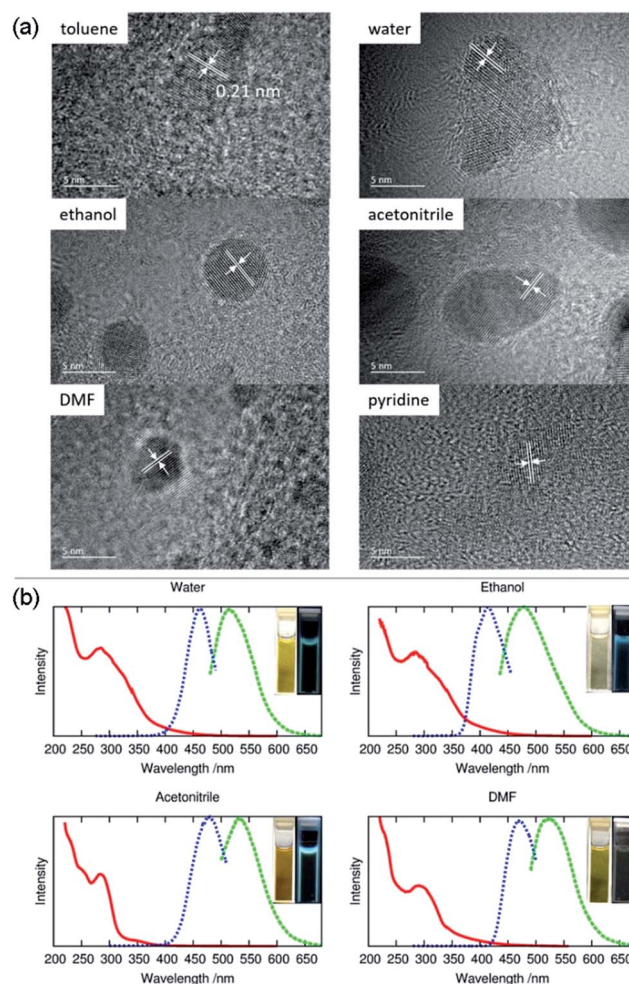 (a)
toluene
0.21 nm
5 nm
water
5 nm
ethanol
5 nm
acetonitrile
5 nm
DMF
5 nm
pyridine
5 nm
(b)
Water
Intensity
200 250 300 350 400 450 500 550 600 650
Wavelength /nm
Ethanol
Intensity
200 250 300 350 400 450 500 550 600 650
Wavelength /nm
Acetonitrile
Intensity
200 250 300 350 400 450 500 550 600 650
Wavelength /nm
DMF
Intensity
200 250 300 350 400 450 500 550 600 650
Wavelength /nm